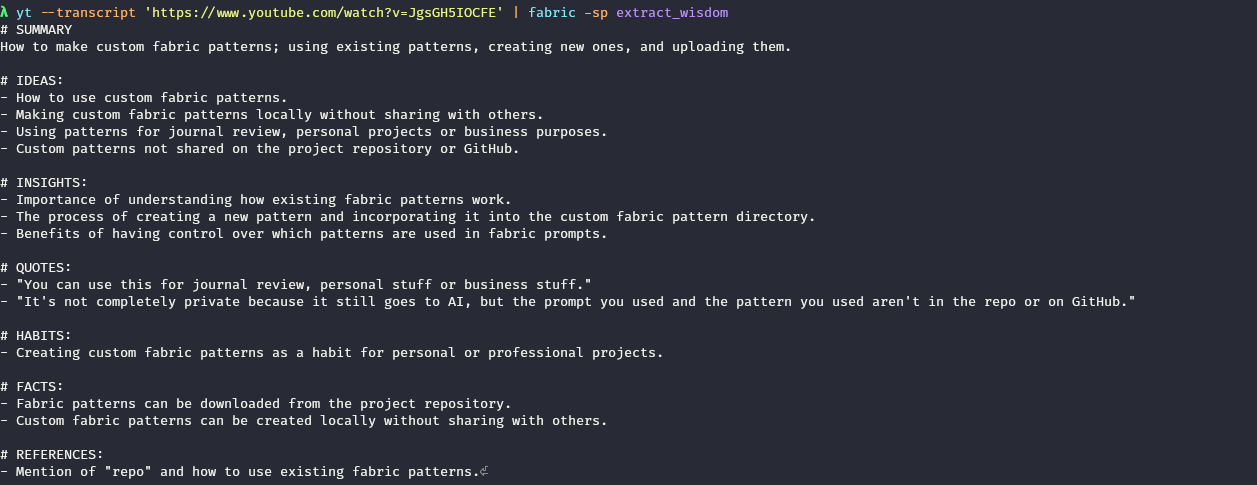 λ yt --transcript 'https://www.youtube.com/watch?v=JgsGH5IOCFE' | fabric -sp extract_wisdom
# SUMMARY
How to make custom fabric patterns; using existing patterns, creating new ones, and uploading them.

# IDEAS:
- How to use custom fabric patterns.
- Making custom fabric patterns locally without sharing with others.
- Using patterns for journal review, personal projects or business purposes.
- Custom patterns not shared on the project repository or GitHub.

# INSIGHTS:
- Importance of understanding how existing fabric patterns work.
- The process of creating a new pattern and incorporating it into the custom fabric pattern directory.
- Benefits of having control over which patterns are used in fabric prompts.

# QUOTES:
- "You can use this for journal review, personal stuff or business stuff."
- "It's not completely private because it still goes to AI, but the prompt you used and the pattern you used aren't in the repo or on GitHub."

# HABITS:
- Creating custom fabric patterns as a habit for personal or professional projects.

# FACTS:
- Fabric patterns can be downloaded from the project repository.
- Custom fabric patterns can be created locally without sharing with others.

# REFERENCES:
- Mention of "repo" and how to use existing fabric patterns.⏎